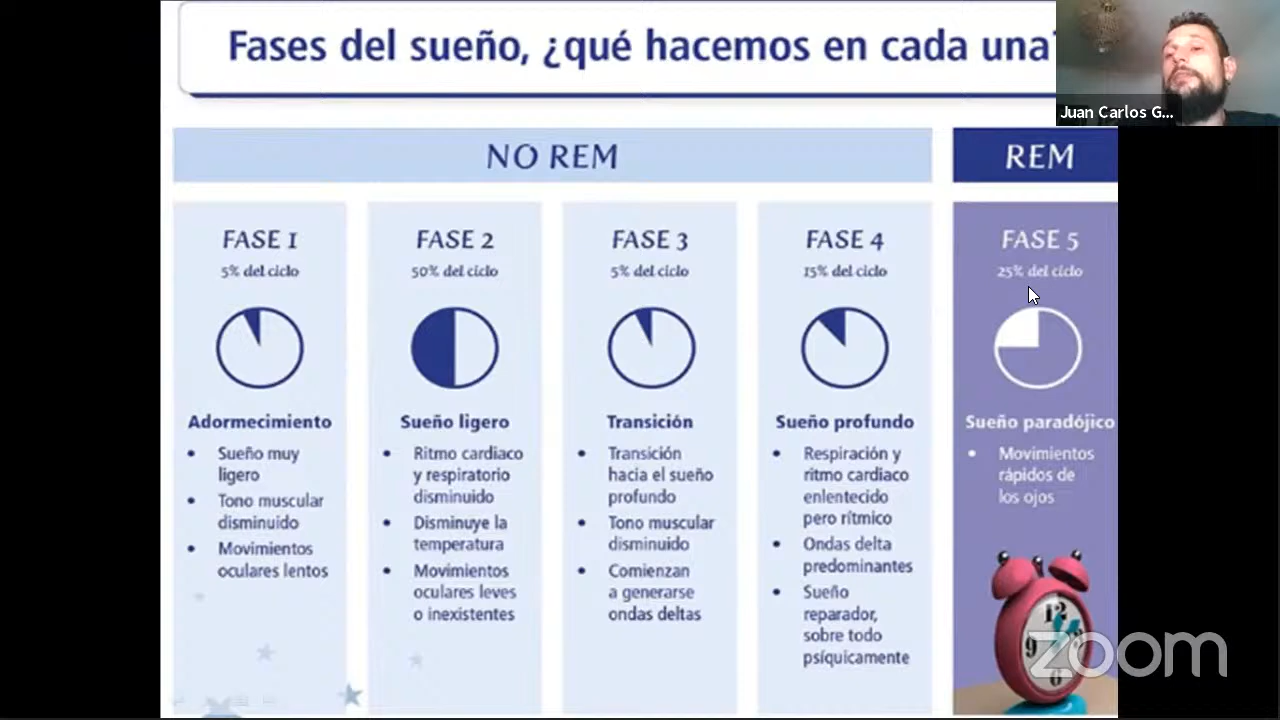 Fases del sueño, ¿qué hacemos en cada una?
Juan Carlos G...
NO REM
REM
FASE 1
5% del ciclo
Adormecimiento
• Sueño muy
ligero
• Tono muscular
disminuido
• Movimientos
oculares lentos
FASE 2
50% del ciclo
Sueño ligero
• Ritmo cardiaco
y respiratorio
disminuido
• Disminuye la
temperatura
• Movimientos
oculares leves
o inexistentes
FASE 3
5% del ciclo
Transición
• Transición
hacia el sueño
profundo
• Tono muscular
disminuido
• Comienzan
a generarse
ondas deltas
FASE 4
15% del ciclo
Sueño profundo
• Respiración y
ritmo cardiaco
enlentecido
pero rítmico
• Ondas delta
predominantes
• Sueño
reparador,
sobre todo
psíquicamente
FASE 5
25% del ciclo
Sueño paradójico
• Movimientos
rápidos de
los ojos
12
9
6
zoom